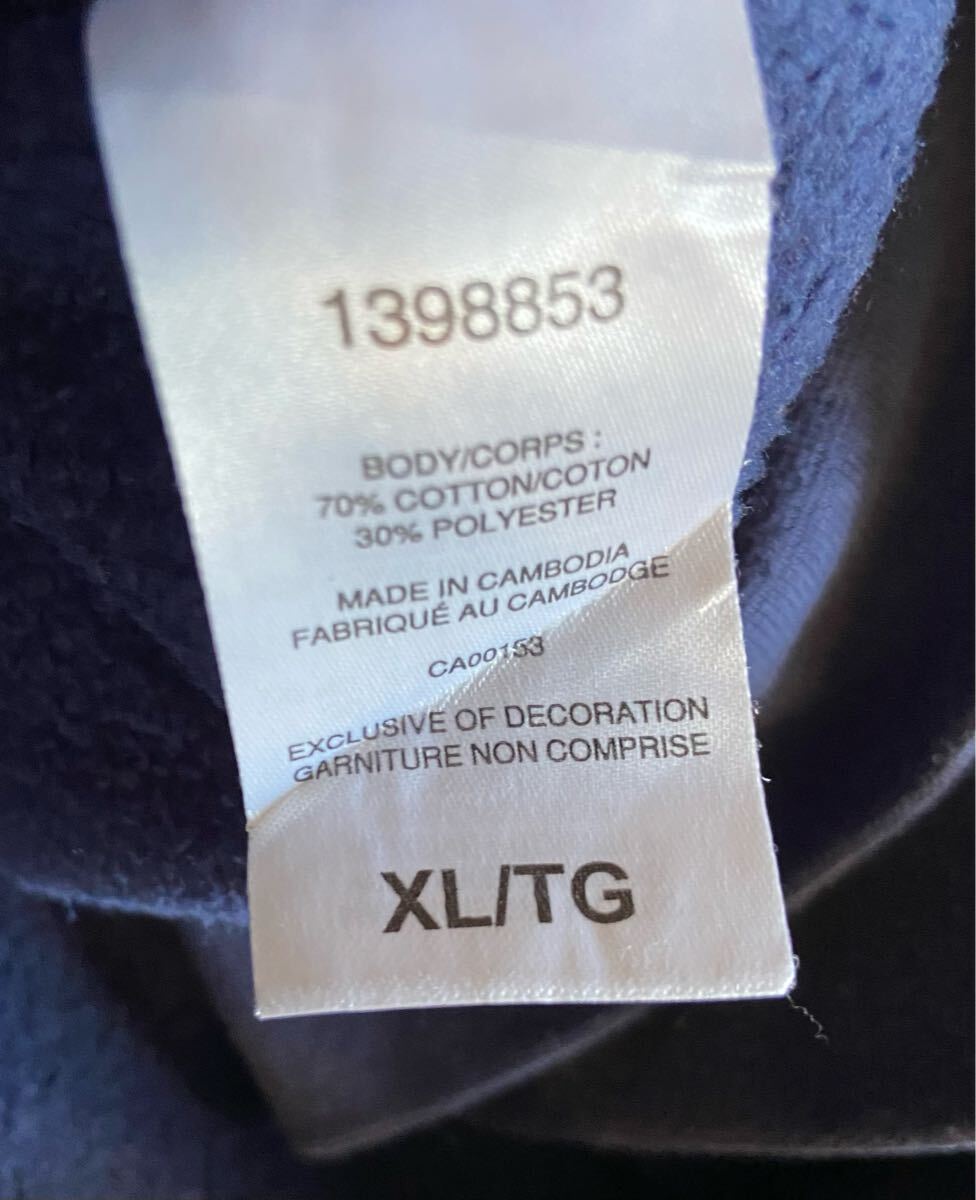 1398853
BODY/CORPS :
70% COTTON/COTON
30% POLYESTER
MADE IN CAMBODIA
FABRIQUÉ AU CAMBODGE
CA00153
EXCLUSIVE OF DECORATION
GARNITURE NON COMPRISE
XL/TG